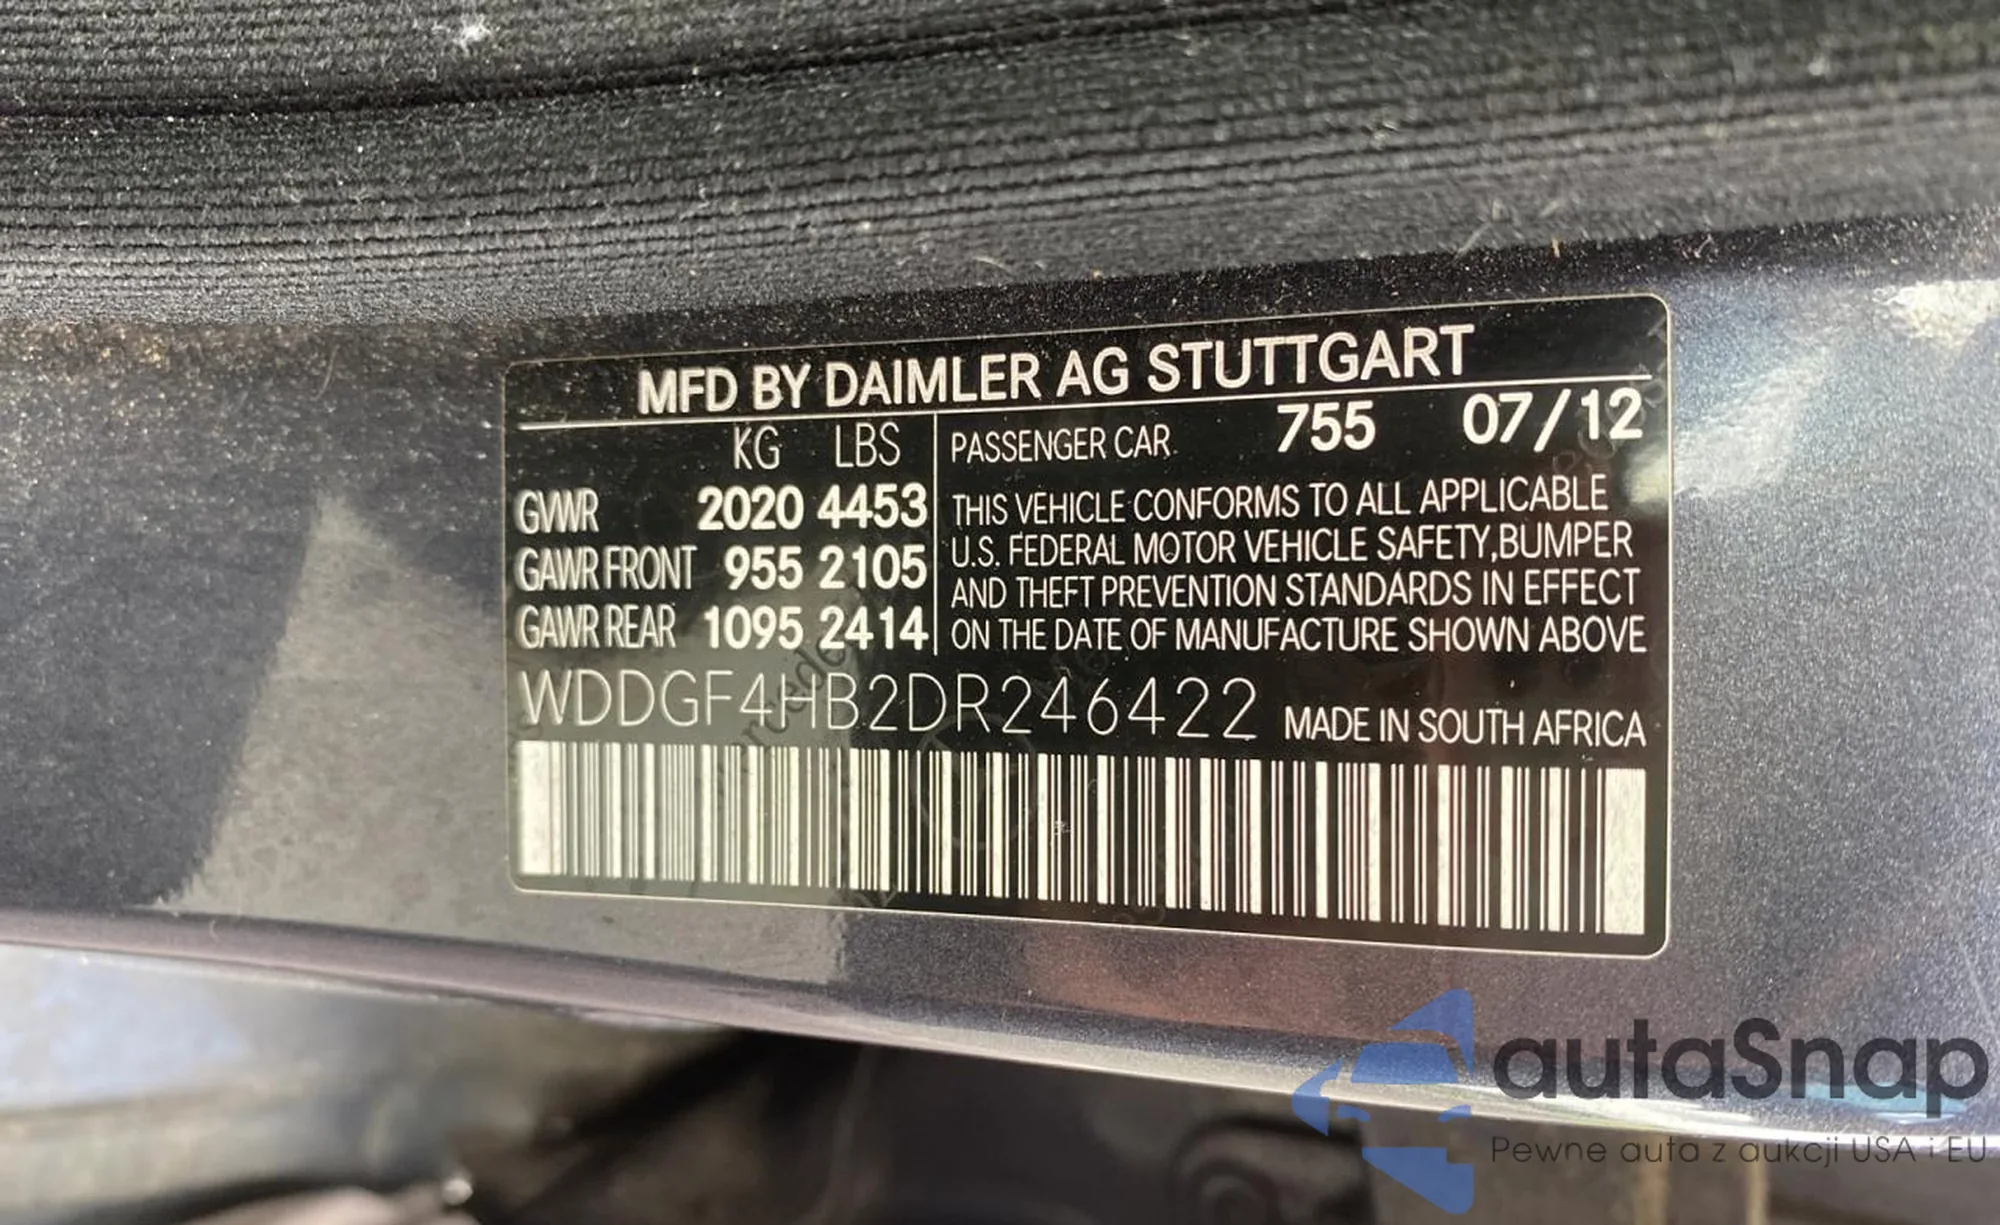 MFD BY DAIMLER AG STUTTGART
KG LBS
GVWR 2020 4453
GAWR FRONT 955 2105
GAWR REAR 1095 2414
PASSENGER CAR 755 07/12
THIS VEHICLE CONFORMS TO ALL APPLICABLE
U.S. FEDERAL MOTOR VEHICLE SAFETY,BUMPER
AND THEFT PREVENTION STANDARDS IN EFFECT
ON THE DATE OF MANUFACTURE SHOWN ABOVE
WDDGF4HB2DR246422 MADE IN SOUTH AFRICA
autaSnap
Pewne auta z aukcji USA i EU